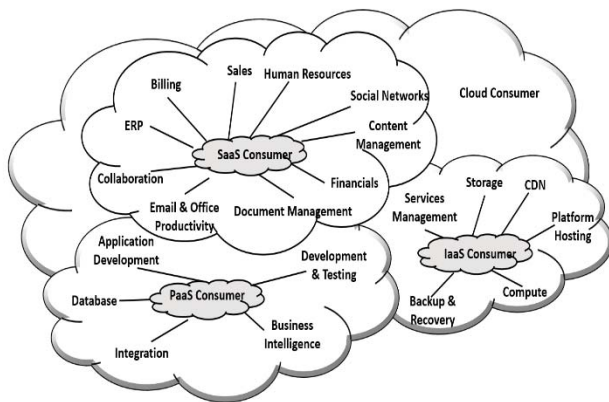 Sales
Human Resources
Billing
Social Networks
Cloud Consumer
ERP
Content
Management
SaaS Consumer
Collaboration
Financials
Email & Office
Productivity
Document Management
Storage
CDN
Services
Management
Platform
Hosting
IaaS Consumer
Backup &
Recovery
Compute
Application
Development
Development
& Testing
PaaS Consumer
Database
Business
Intelligence
Integration